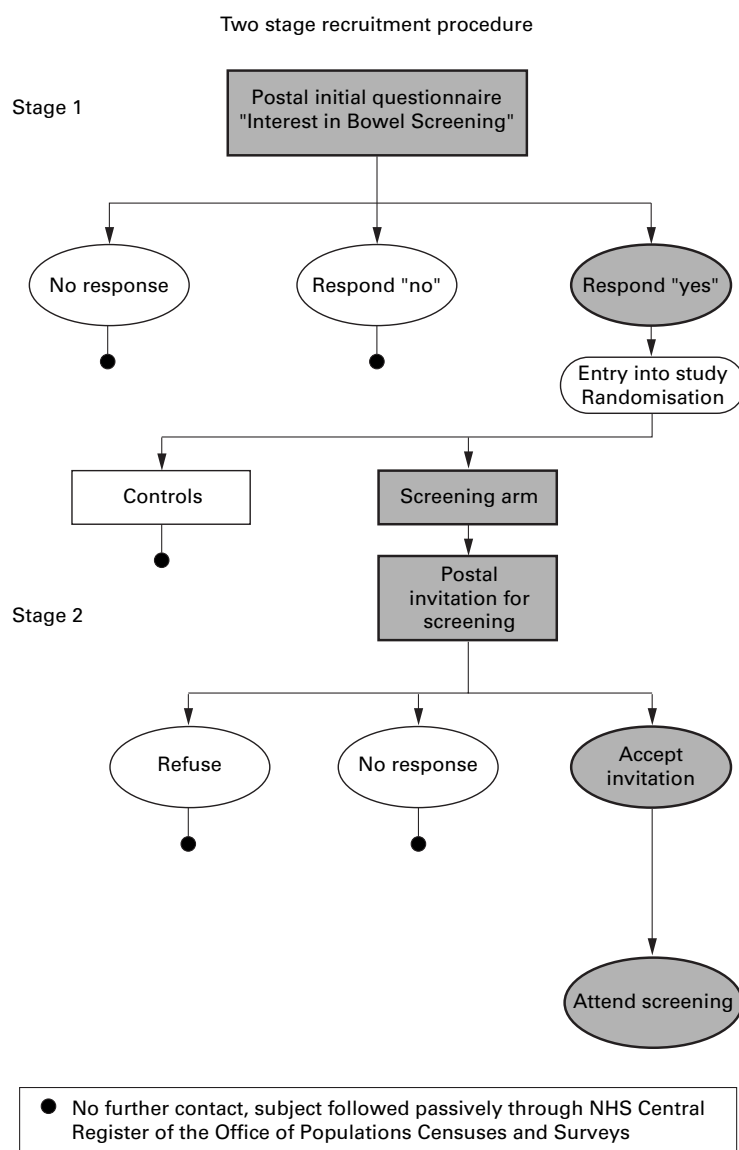 Two stage recruitment procedure
Stage 1
Postal initial questionnaire
"Interest in Bowel Screening"
No response
Respond "no"
Respond "yes"
Entry into study
Randomisation
Controls
Screening arm
Stage 2
Postal
invitation for
screening
Refuse
No response
Accept
invitation
Attend screening
No further contact, subject followed passively through NHS Central
Register of the Office of Populations Censuses and Surveys